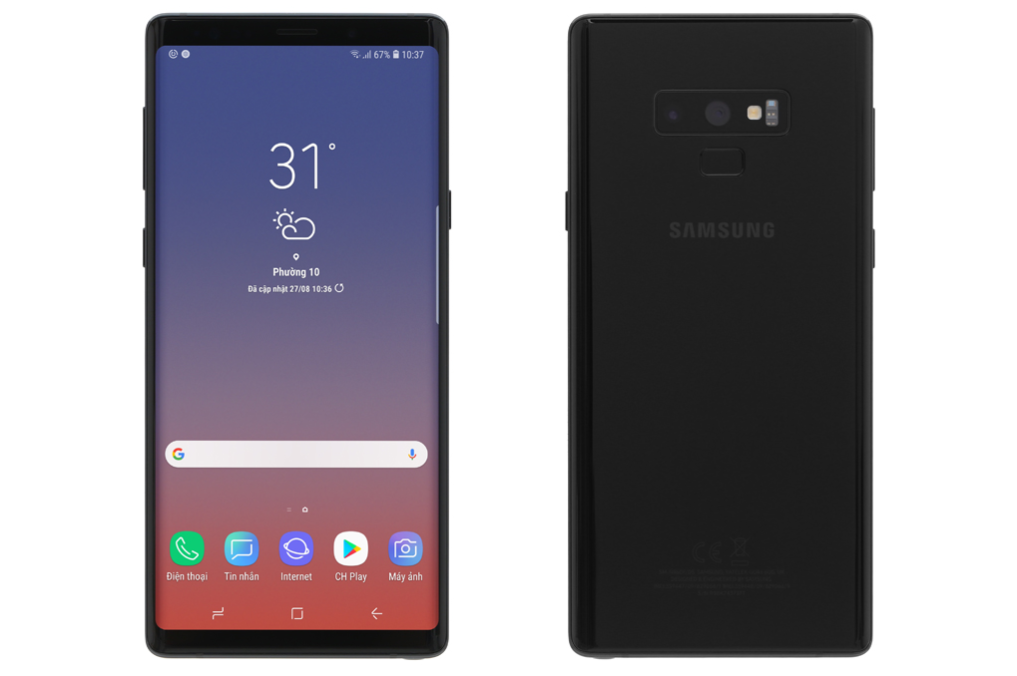 67% 10:37
31°
Phường 10
Đã cập nhật 27/08 10:36
Điện thoại Tin nhắn Internet CH Play Máy ảnh
SAMSUNG
CE